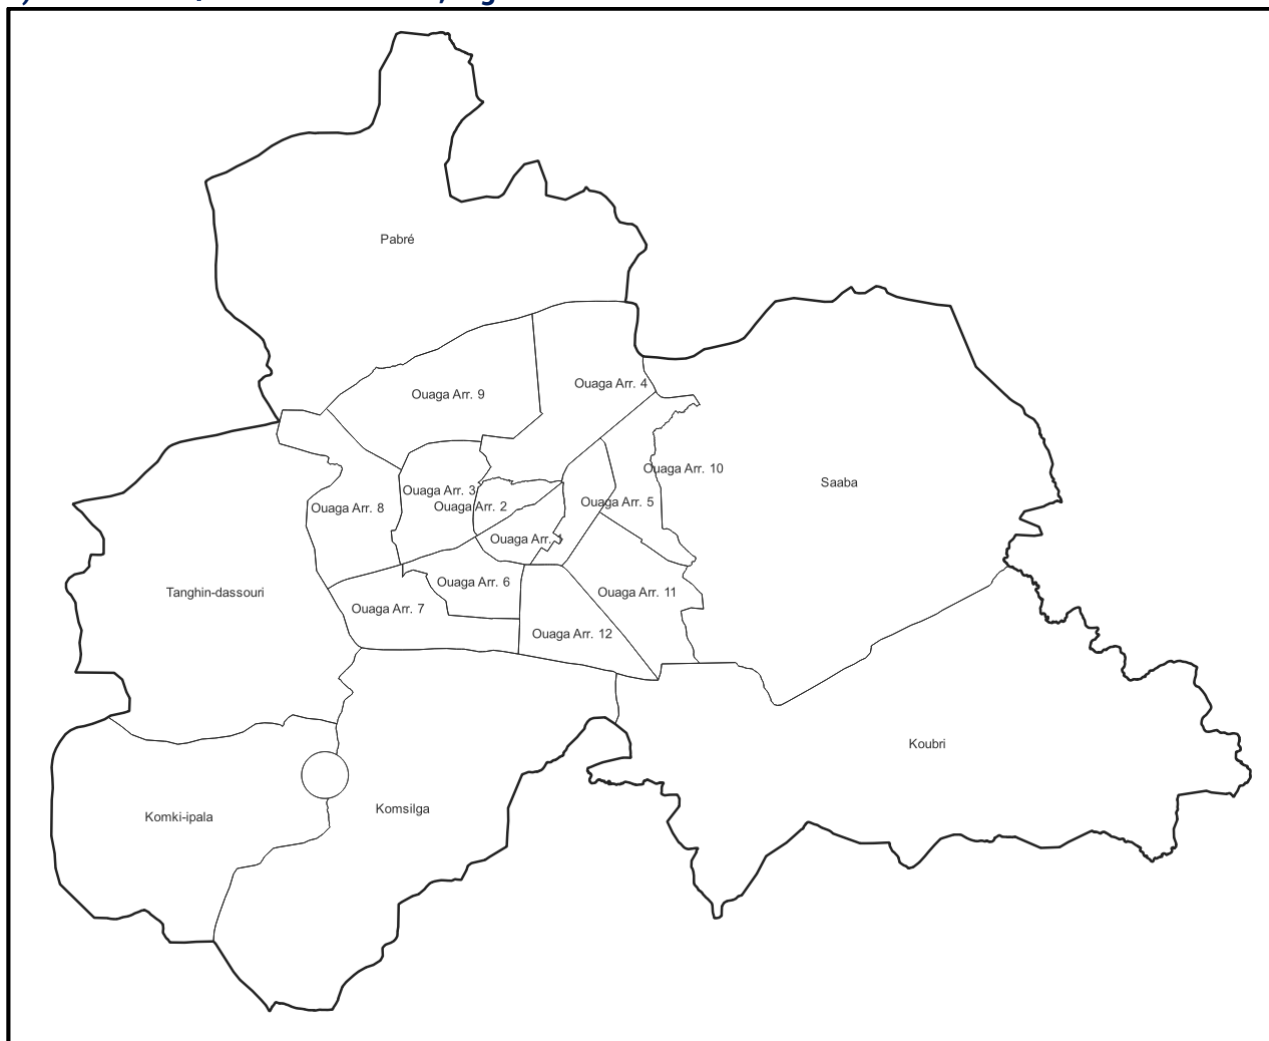 Pabré
Ouaga Arr. 4
Ouaga Arr. 9
Ouaga Arr. 10
Saaba
Ouaga Arr. 3
Ouaga Arr. 5
Ouaga Arr. 2
Ouaga Arr. 8
Ouaga Arr.
Ouaga Arr. 6
Tanghin-dassouri
Ouaga Arr. 11
Ouaga Arr. 7
Ouaga Arr. 12
Koubri
Komsilga
Komki-ipala